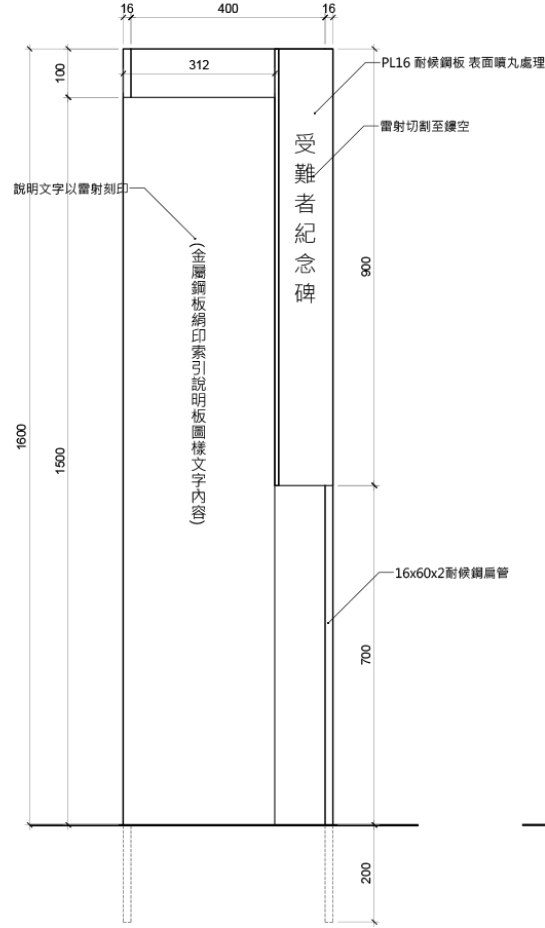 16 400 16
312
100
PL16 耐候鋼板 表面噴丸處理
雷射切割至鏤空
受難者紀念碑
說明文字以雷射刻印
(金屬鋼板絹印索引說明板圖樣文字內容)
900
1600
1500
16x60x2耐候鋼扁管
700
200